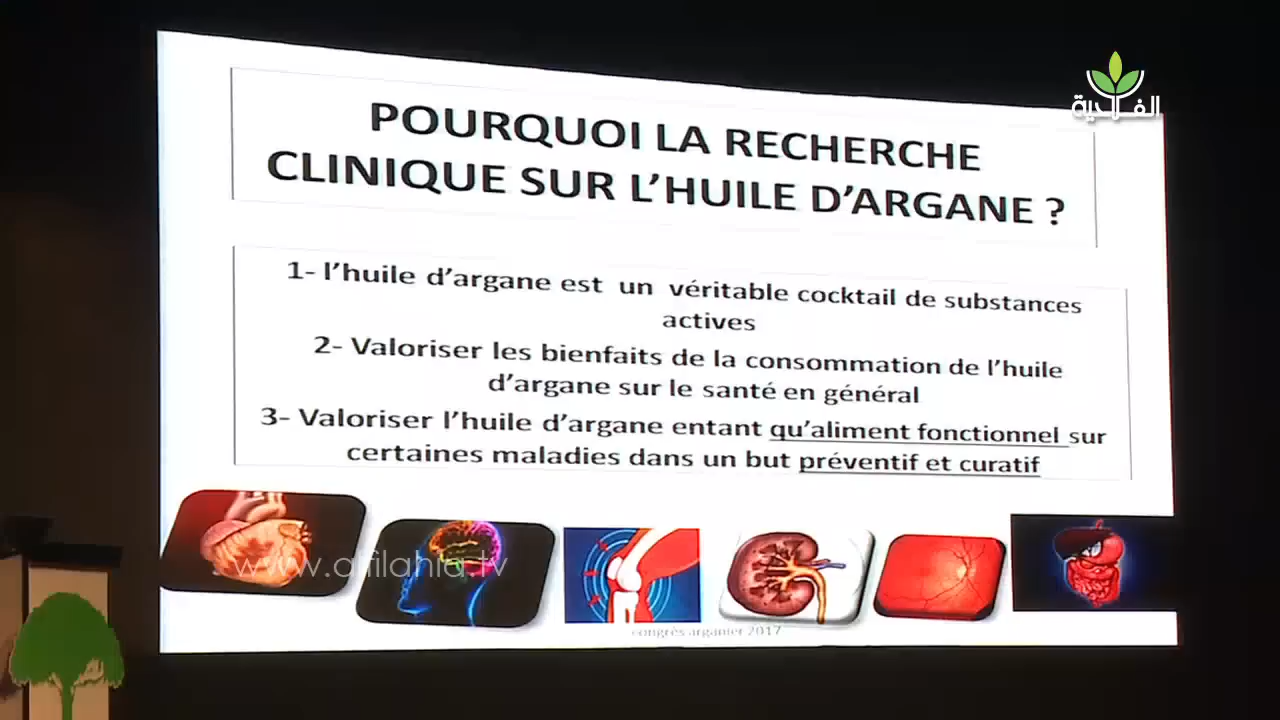 الفلاحية
POURQUOI LA RECHERCHE
CLINIQUE SUR L'HUILE D'ARGANE ?
1- l'huile d'argane est un véritable cocktail de substances
actives
2- Valoriser les bienfaits de la consommation de l'huile
d'argane sur le santé en général
3- Valoriser l'huile d'argane entant qu'aliment fonctionnel sur
certaines maladies dans un but préventif et curatif
www.alfilahia.tv
congrès arganier 2017